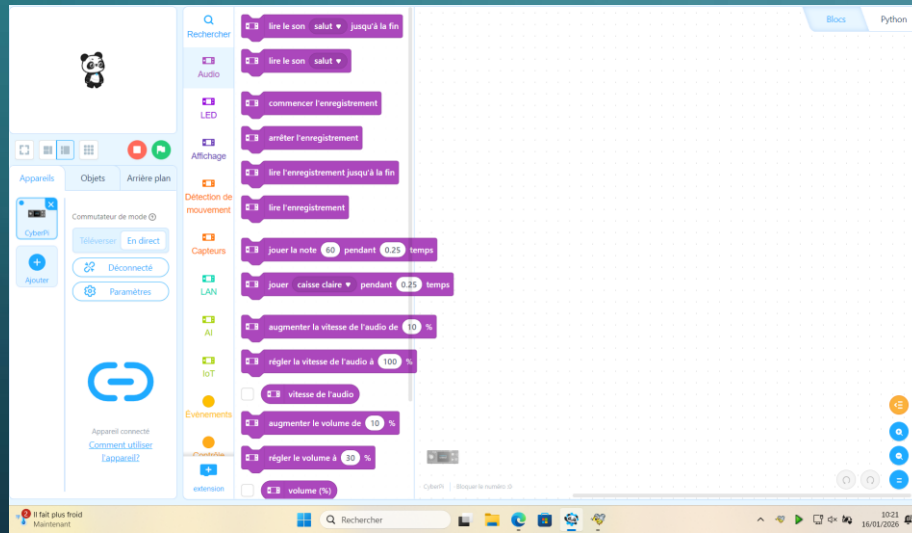 Rechercher
Audio
LED
Affichage
Détection de
mouvement
Capteurs
LAN
AI
IoT
Événements
Contrôle
extension
lire le son salut ▾ jusqu'à la fin
lire le son salut ▾
commencer l'enregistrement
arrêter l'enregistrement
lire l'enregistrement jusqu'à la fin
lire l'enregistrement
jouer la note 60 pendant 0.25 temps
jouer caisse claire ▾ pendant 0.25 temps
augmenter la vitesse de l'audio de 10 %
régler la vitesse de l'audio à 100 %
vitesse de l'audio
augmenter le volume de 10 %
régler le volume à 30 %
volume (%)
Blocs
Python
Appareils
Objets
Arrière plan
CyberPi
Ajouter
Commutateur de mode
Téléverser
En direct
Déconnecté
Paramètres
Appareil connecté
Comment utiliser
l'appareil?
CyberPi
2
Il fait plus froid
Maintenant
Rechercher
10:21
16/01/2026